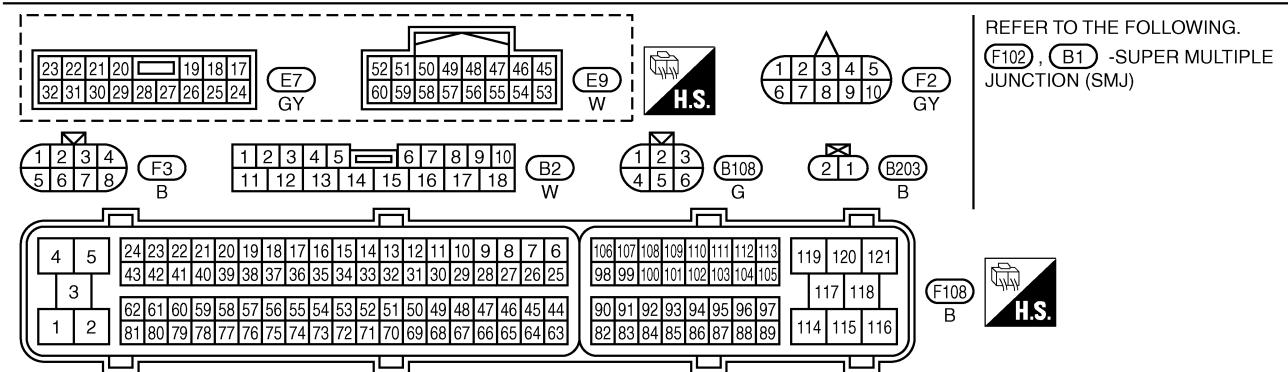 REFER TO THE FOLLOWING.
F102 , B1 -SUPER MULTIPLE
JUNCTION (SMJ)
23 22 21 20 19 18 17
32 31 30 29 28 27 26 25 24
E7
GY
52 51 50 49 48 47 46 45
60 59 58 57 56 55 54 53
E9
W
H.S.
1 2 3 4 5
6 7 8 9 10
F2
GY
1 2 3 4
5 6 7 8
F3
B
1 2 3 4 5 6 7 8 9 10
11 12 13 14 15 16 17 18
B2
W
1 2 3
4 5 6
B108
G
2 1
B203
B
4 5
3
1 2
24 23 22 21 20 19 18 17 16 15 14 13 12 11 10 9 8 7 6
43 42 41 40 39 38 37 36 35 34 33 32 31 30 29 28 27 26 25
62 61 60 59 58 57 56 55 54 53 52 51 50 49 48 47 46 45 44
81 80 79 78 77 76 75 74 73 72 71 70 69 68 67 66 65 64 63
106 107 108 109 110 111 112 113
98 99 100 101 102 103 104 105
90 91 92 93 94 95 96 97
82 83 84 85 86 87 88 89
119 120 121
117 118
114 115 116
F108
B
H.S.